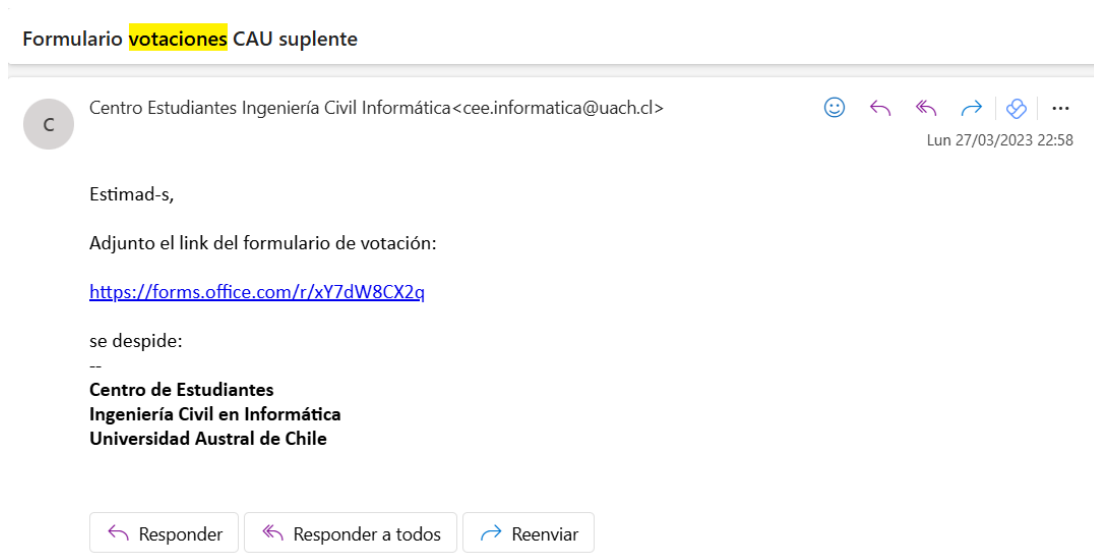 Formulario votaciones CAU suplente
C
Centro Estudiantes Ingeniería Civil Informática<cee.informatica@uach.cl>
Lun 27/03/2023 22:58
Estimad-s,
Adjunto el link del formulario de votación:
https://forms.office.com/r/xY7dW8CX2q
se despide:
--
Centro de Estudiantes
Ingeniería Civil en Informática
Universidad Austral de Chile
Responder Responder a todos Reenviar